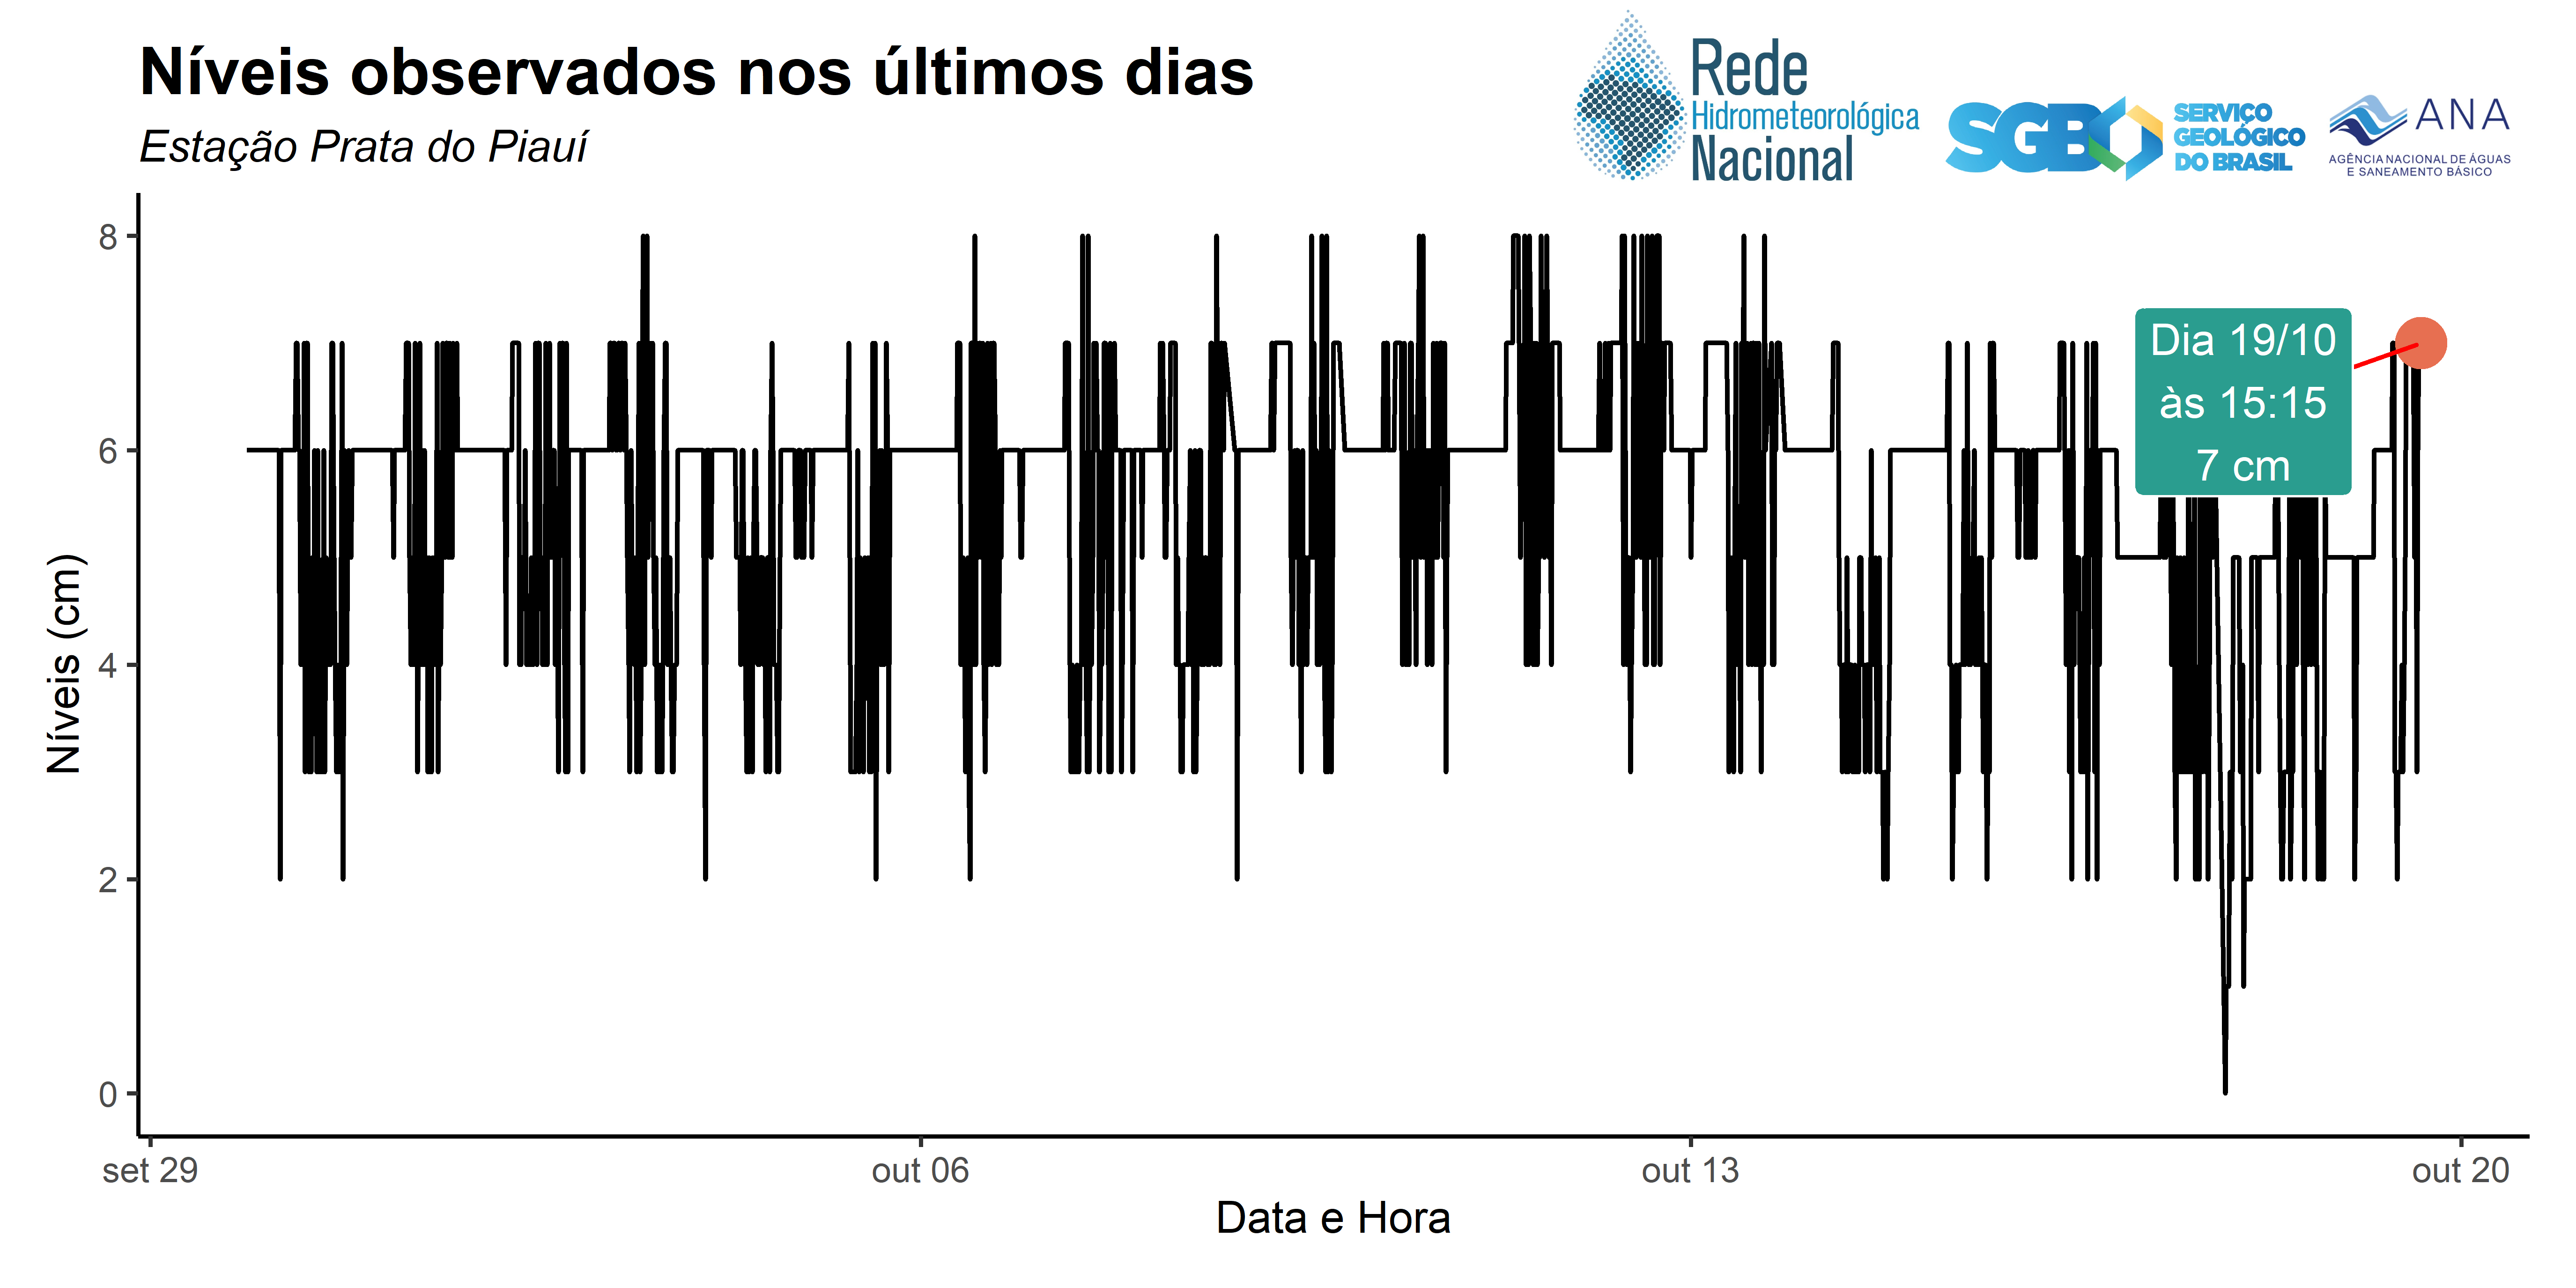 Níveis observados nos últimos dias
Estação Prata do Piauí
Rede
Hidrometeorológica
Nacional
SGB
SERVIÇO
GEOLÓGICO
DO BRASIL
ANA
AGÊNCIA NACIONAL DE ÁGUAS
E SANEAMENTO BÁSICO
8
6
4
2
0
Níveis (cm)
Dia 19/10
às 15:15
7 cm
set 29
out 06
out 13
out 20
Data e Hora